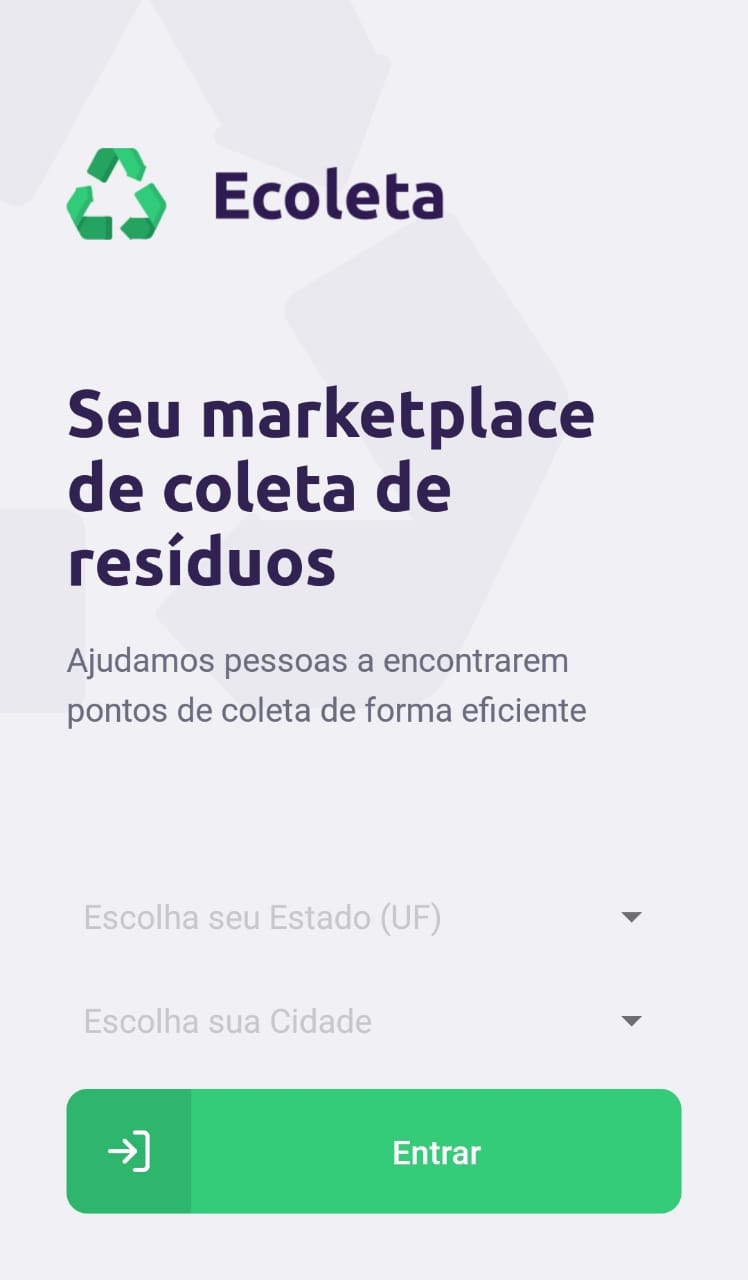 Ecoleta
Seu marketplace
de coleta de
resíduos
Ajudamos pessoas a encontrarem
pontos de coleta de forma eficiente
Escolha seu Estado (UF)
Escolha sua Cidade
Entrar